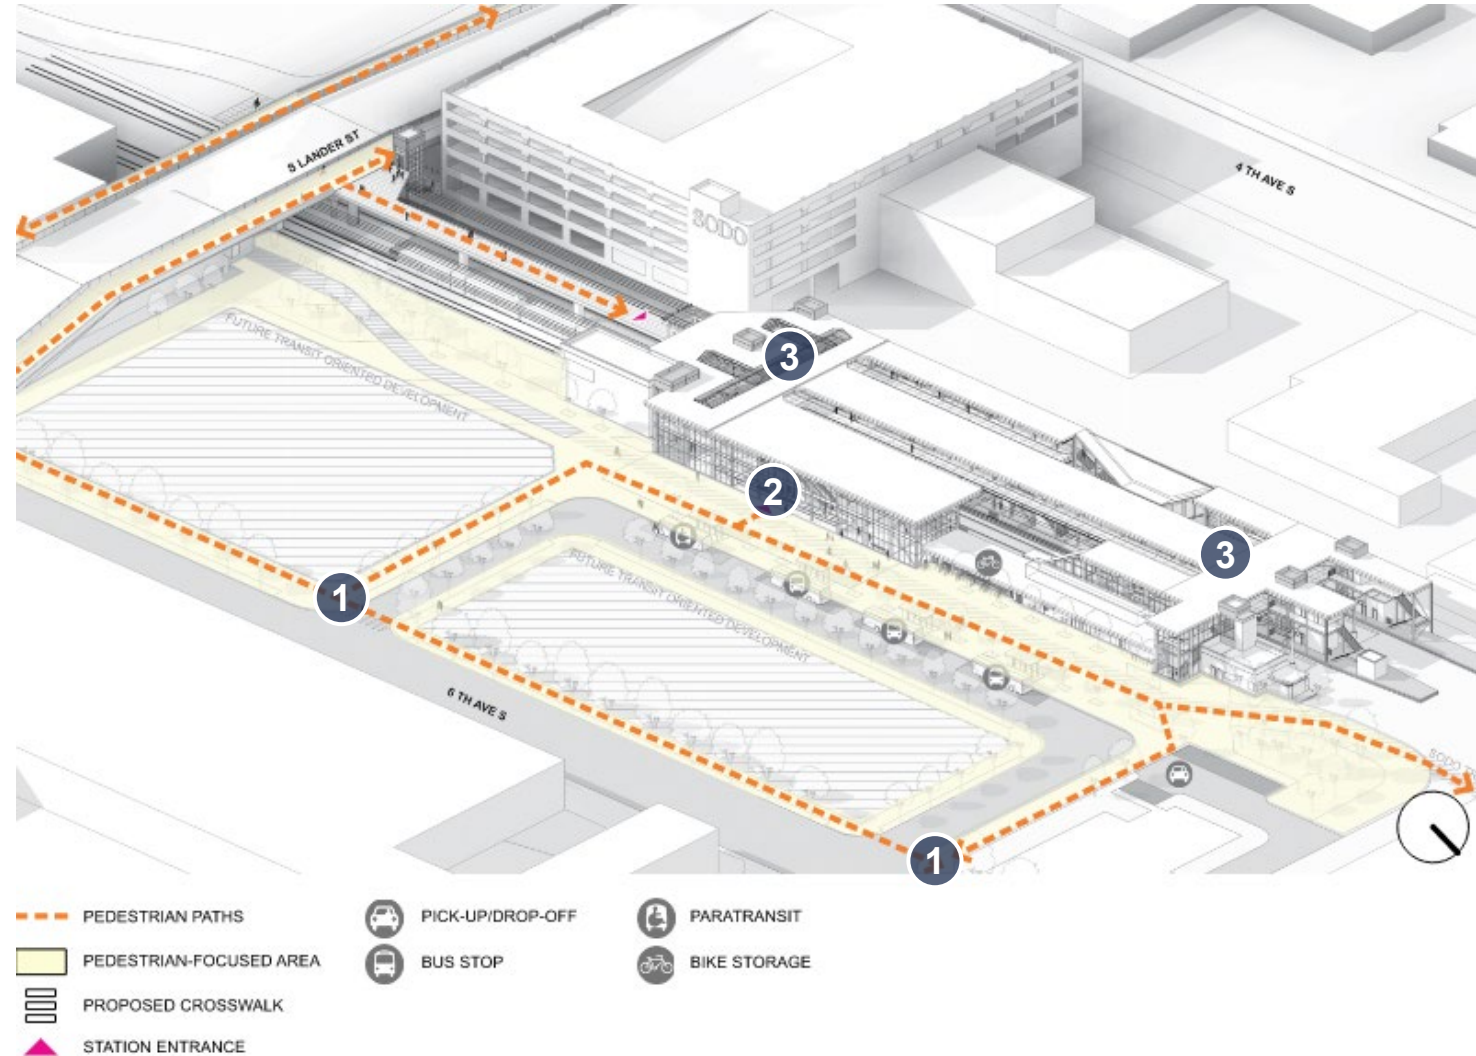 S LANDER ST
4 TH AVE S
SODO
3
FUTURE TRANSIT ORIENTED DEVELOPMENT
2
3
FUTURE TRANSIT ORIENTED DEVELOPMENT
1
6 TH AVE S
SODO
1
PEDESTRIAN PATHS
PICK-UP/DROP-OFF
PARATRANSIT
PEDESTRIAN-FOCUSED AREA
BUS STOP
BIKE STORAGE
PROPOSED CROSSWALK
STATION ENTRANCE